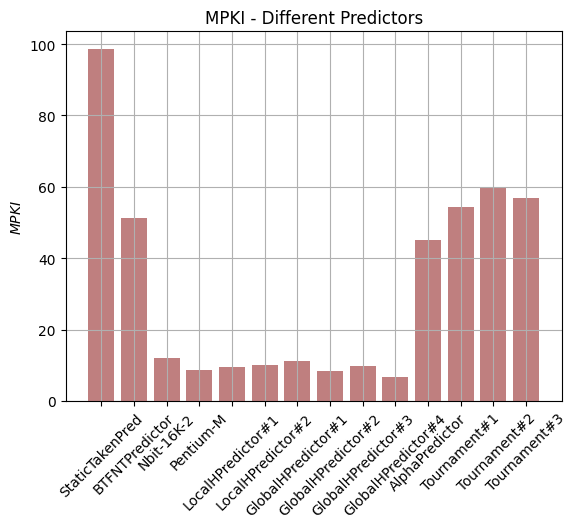 MPKI - Different Predictors
MPKI
100
80
60
40
20
0
StaticTakenPred
BTFNTPredictor
Nbit-16K-2
Pentium-M
LocalHPredictor#1
LocalHPredictor#2
GlobalHPredictor#1
GlobalHPredictor#2
GlobalHPredictor#3
GlobalHPredictor#4
AlphaPredictor
Tournament#1
Tournament#2
Tournament#3